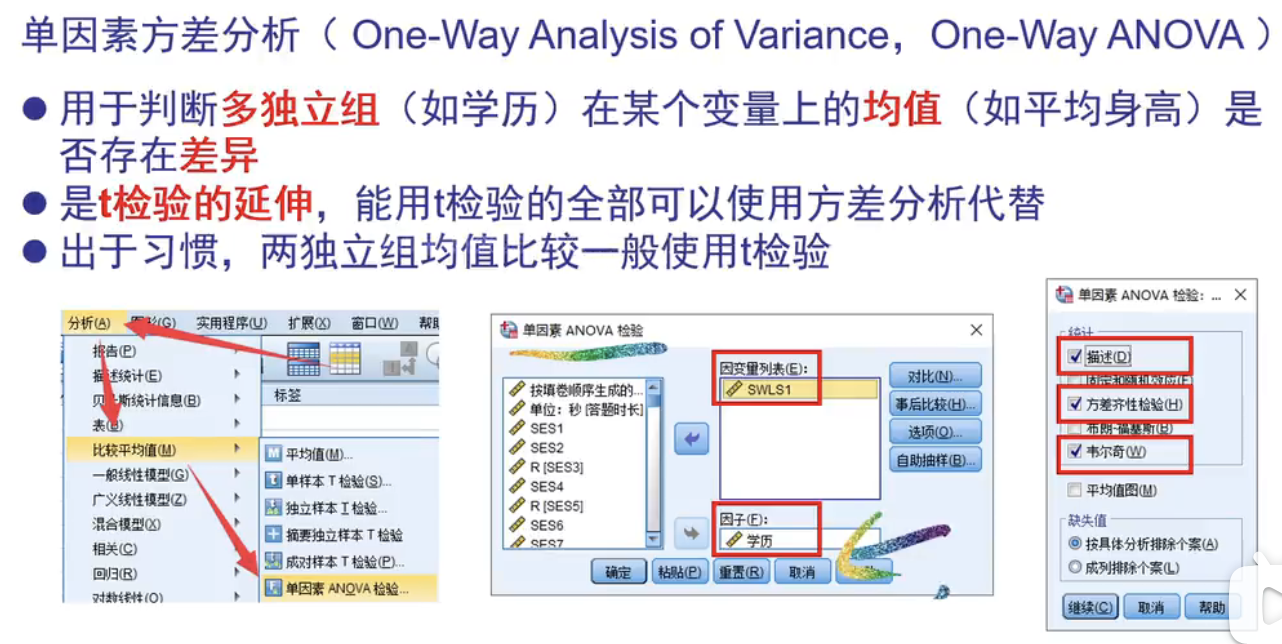 单因素方差分析（ One-Way Analysis of Variance，One-Way ANOVA ）
● 用于判断多独立组（如学历）在某个变量上的均值（如平均身高）是
否存在差异
● 是t检验的延伸，能用t检验的全部可以使用方差分析代替
● 出于习惯，两独立组均值比较一般使用t检验
分析(A) 图形(G) 实用程序(U) 扩展(X) 窗口(W) 帮助
报告(P)
描述统计(E)
贝叶斯统计信息(B)
表(B)
比较平均值(M)
一般线性模型(G)
广义线性模型(Z)
混合模型(X)
相关(C)
回归(R)
对数线性(O)
标签
平均值(M)...
单样本 T 检验(S)...
独立样本 T 检验...
摘要独立样本 T 检验
成对样本 T 检验(P)...
单因素 ANOVA 检验...
单因素 ANOVA 检验
按填卷顺序生成的...
单位：秒 [答题时长]
SES1
SES2
R [SES3]
SES4
R [SES5]
SES6
SES7
因变量列表(E):
SWLS1
因子(F):
学历
对比(N)...
事后比较(H)...
选项(O)...
自助抽样(B)...
确定 粘贴(P) 重置(R) 取消
单因素 ANOVA 检验: ...
统计
描述(D)
固定和随机效应(F)
方差齐性检验(H)
布朗-福塞斯(B)
韦尔奇(W)
平均值图(M)
缺失值
按具体分析排除个案(A)
成列排除个案(L)
继续(C) 取消 帮助